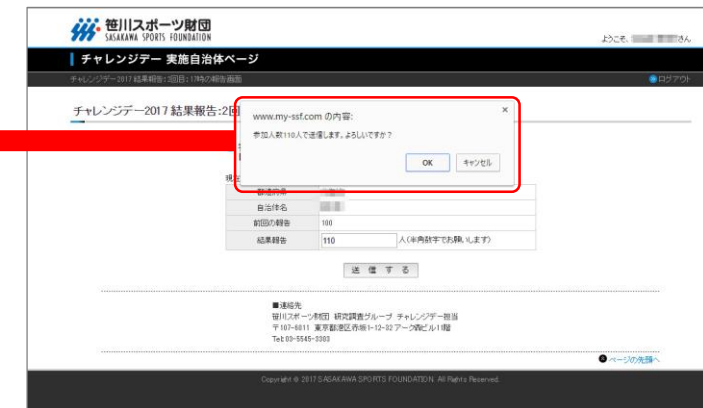 笹川スポーツ財団
SASAKAWA SPORTS FOUNDATION
ようこそ、さん
チャレンジデー 実施自治体ページ
チャレンジデー2017 結果報告:2回目:17時の報告画面
ログアウト
チャレンジデー2017 結果報告:2回
www.my-ssf.com の内容:
×
参加人数110人で送信します。よろしいですか?
OK
キャンセル
現在
自治体名
前回の報告 100
結果報告 110 人(半角数字でお願いします)
送 信 す る
■連絡先
笹川スポーツ財団 研究調査グループ チャレンジデー担当
〒107-6011 東京都港区赤坂1-12-32 アーク森ビル11階
Tel:03-5545-3303
ページの先頭へ
Copyright © 2017 SASAKAWA SPORTS FOUNDATION. All Rights Reserved.